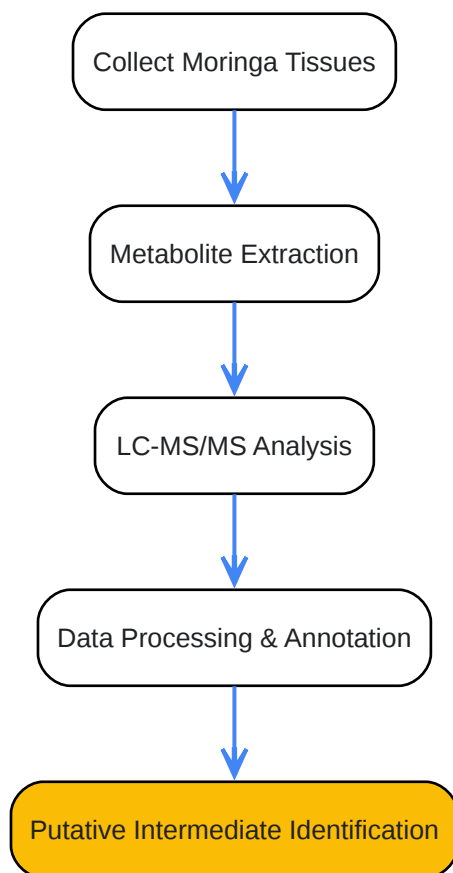 Collect Moringa Tissues
Metabolite Extraction
LC-MS/MS Analysis
Data Processing & Annotation
Putative Intermediate Identification